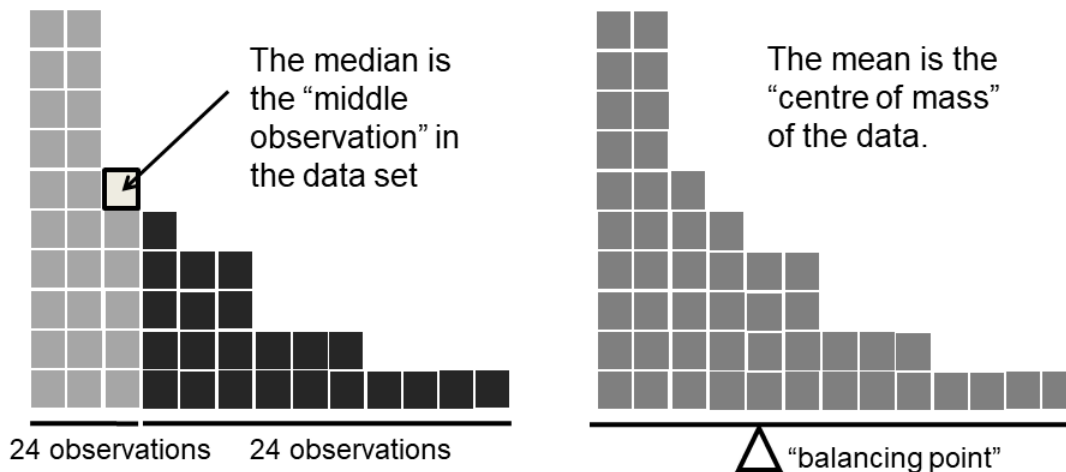 The median is
the “middle
observation” in
the data set
24 observations
24 observations
The mean is the
“centre of mass”
of the data.
“balancing point”